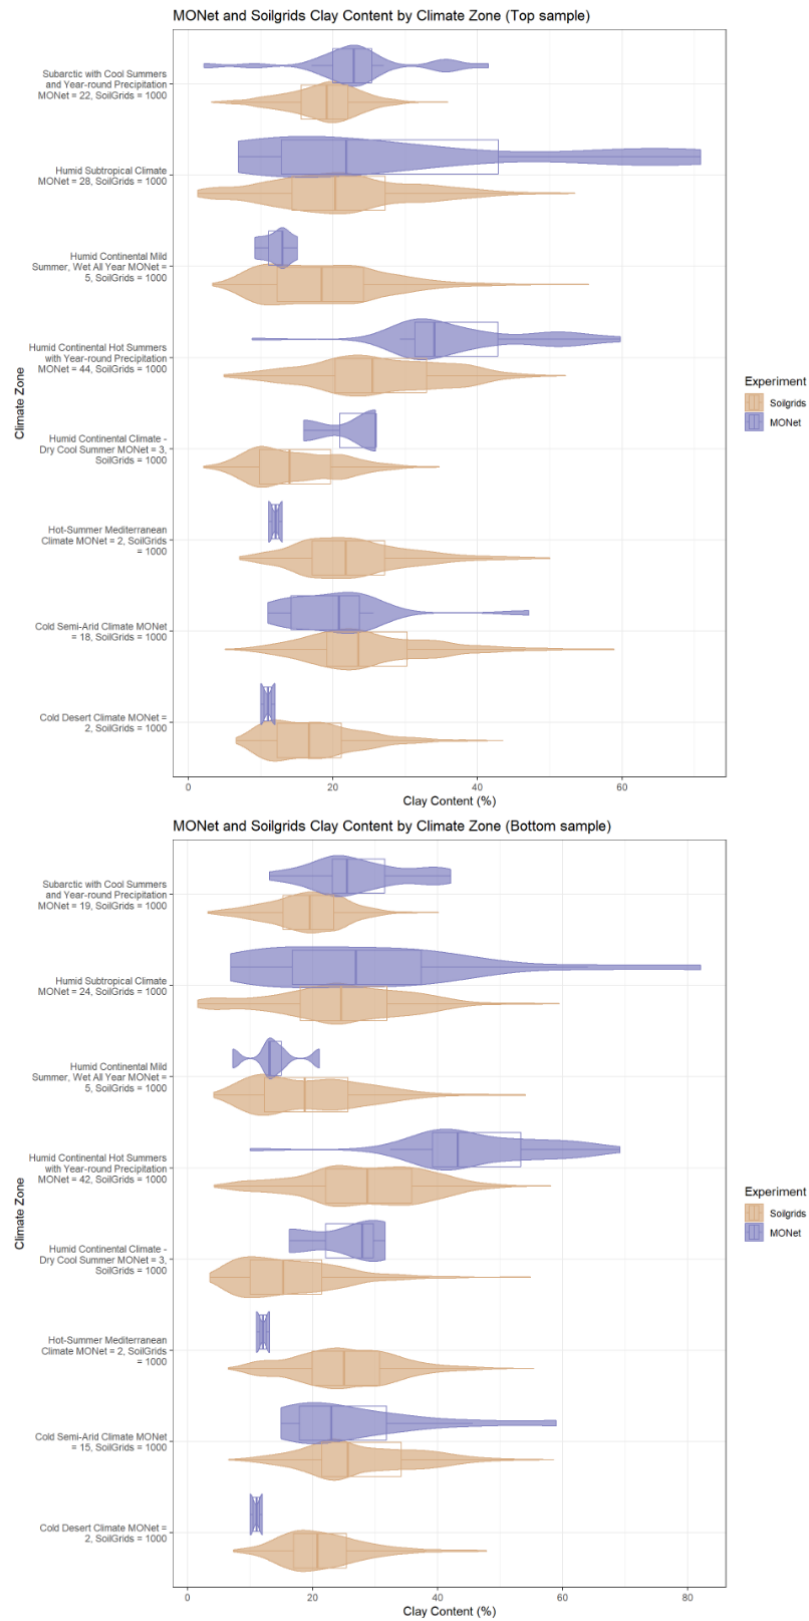 MONet and Soilgrids Clay Content by Climate Zone (Top sample)
Subarctic with Cool Summers
and Year-round Precipitation
MONet = 22, SoilGrids = 1000
Humid Subtropical Climate
MONet = 28, SoilGrids = 1000
Humid Continental Mild
Summer, Wet All Year MONet =
5, SoilGrids = 1000
Humid Continental Hot Summers
with Year-round Precipitation
MONet = 44, SoilGrids = 1000
Humid Continental Climate -
Dry Cool Summer MONet = 3,
SoilGrids = 1000
Hot-Summer Mediterranean
Climate MONet = 2, SoilGrids
= 1000
Cold Semi-Arid Climate MONet
= 18, SoilGrids = 1000
Cold Desert Climate MONet =
2, SoilGrids = 1000
Climate Zone
0 20 40 60
Clay Content (%)
Experiment
Soilgrids
MONet
MONet and Soilgrids Clay Content by Climate Zone (Bottom sample)
Subarctic with Cool Summers
and Year-round Precipitation
MONet = 19, SoilGrids = 1000
Humid Subtropical Climate
MONet = 24, SoilGrids = 1000
Humid Continental Mild
Summer, Wet All Year MONet =
5, SoilGrids = 1000
Humid Continental Hot Summers
with Year-round Precipitation
MONet = 42, SoilGrids = 1000
Humid Continental Climate -
Dry Cool Summer MONet = 3,
SoilGrids = 1000
Hot-Summer Mediterranean
Climate MONet = 2, SoilGrids
= 1000
Cold Semi-Arid Climate MONet
= 15, SoilGrids = 1000
Cold Desert Climate MONet =
2, SoilGrids = 1000
Climate Zone
0 20 40 60 80
Clay Content (%)
Experiment
Soilgrids
MONet